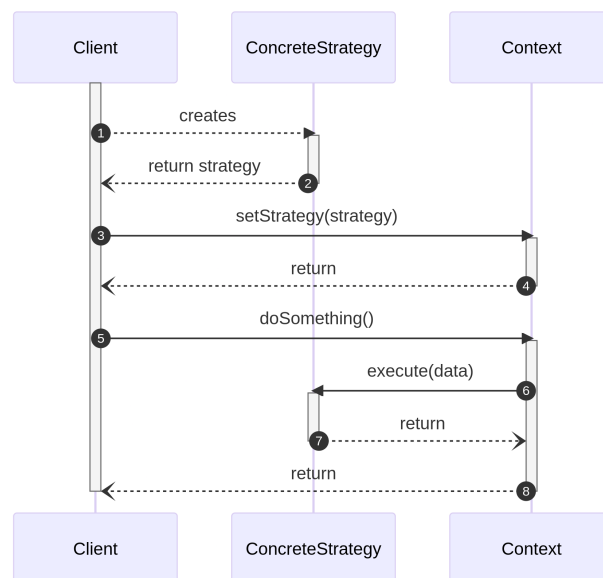 Client
ConcreteStrategy
Context
creates
1
return strategy
2
setStrategy(strategy)
3
return
4
doSomething()
5
execute(data)
6
return
7
return
8
Client
ConcreteStrategy
Context